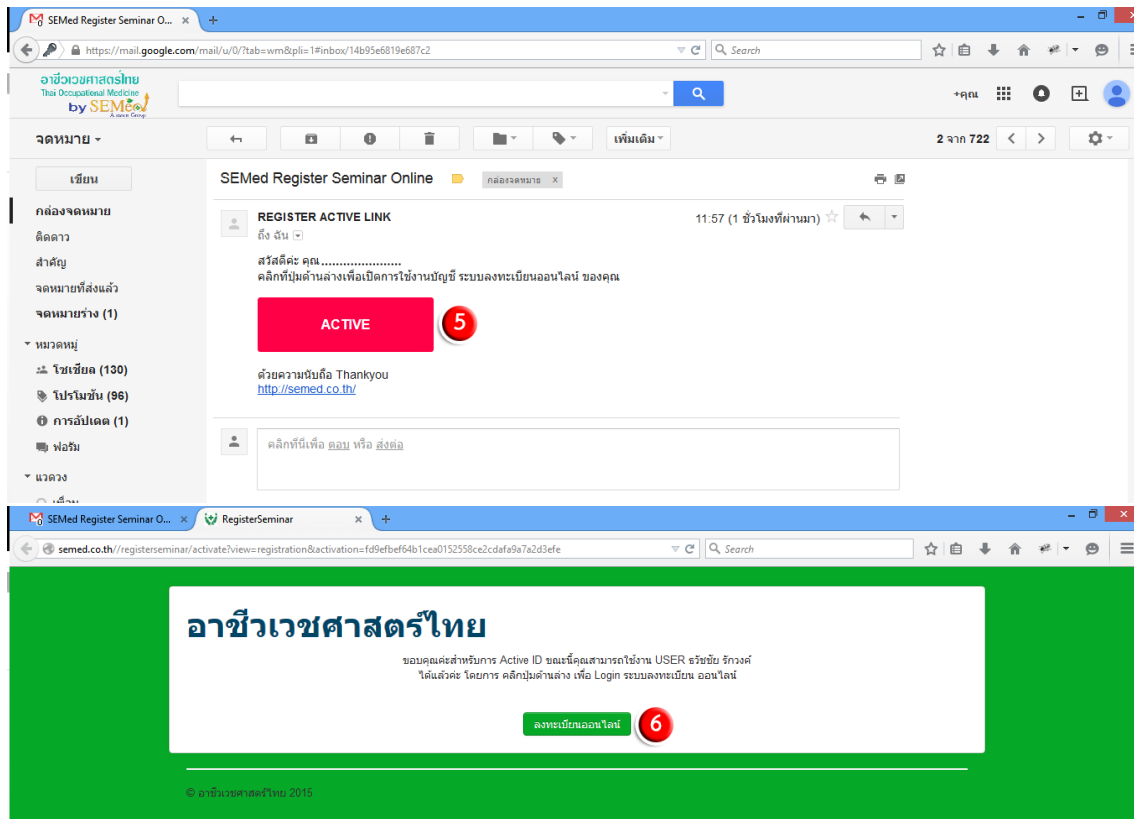 SEMed Register Seminar O...
https://mail.google.com/mail/u/0/?tab=wm&pli=1#inbox/14b95e6819e687c2
Search
อาชีวเวชศาสตร์ไทย
Thai Occupational Medicine
by SEMed
+คุณ
จดหมาย
เพิ่มเติม
2 จาก 722
เขียน
SEMed Register Seminar Online
กล่องจดหมาย x
กล่องจดหมาย
ติดดาว
สำคัญ
จดหมายที่ส่งแล้ว
จดหมายร่าง (1)
หมวดหมู่
โซเชียล (130)
โปรโมชัน (96)
การอัปเดต (1)
ฟอรัม
แวดวง
เพื่อน
REGISTER ACTIVE LINK
11:57 (1 ชั่วโมงที่ผ่านมา)
ถึง ฉัน
สวัสดีค่ะ คุณ......................
คลิกที่ปุ่มด้านล่างเพื่อเปิดการใช้งานบัญชี ระบบลงทะเบียนออนไลน์ ของคุณ
ACTIVE
5
ด้วยความนับถือ Thankyou
http://semed.co.th/
คลิกที่นี่เพื่อ ตอบ หรือ ส่งต่อ
SEMed Register Seminar O...
RegisterSeminar
semed.co.th//registerseminar/activate?view=registration&activation=fd9efbef64b1cea0152558ce2cdafa9a7a2d3efe
Search
อาชีวเวชศาสตร์ไทย
ขอบคุณค่ะสำหรับการ Active ID ขณะนี้คุณสามารถใช้งาน USER ธวัชชัย รักวงค์
ได้แล้วค่ะ โดยการ คลิกปุ่มด้านล่าง เพื่อ Login ระบบลงทะเบียน ออนไลน์
ลงทะเบียนออนไลน์
6
© อาชีวเวชศาสตร์ไทย 2015